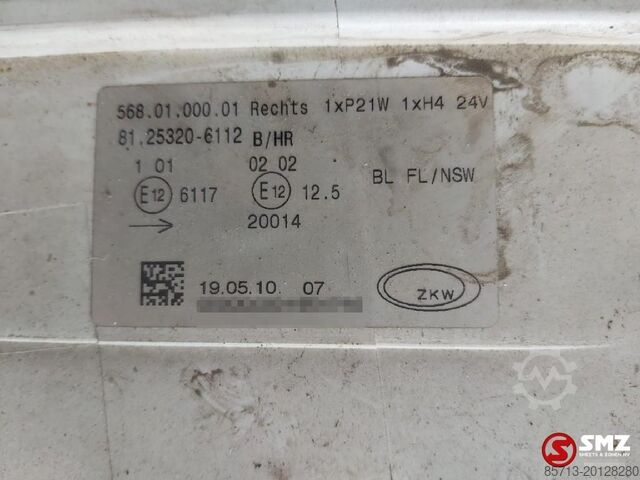 568.01.000.01 Rechts 1xP21W 1xH4 24V
81.25320-6112 B/HR
1 01 02 02
E12 6117 E12 12.5 BL FL/NSW
→ 20014
19.05.10. 07 ZKW
SMZ
SMEETS & ZONEN NV
85713-20128280